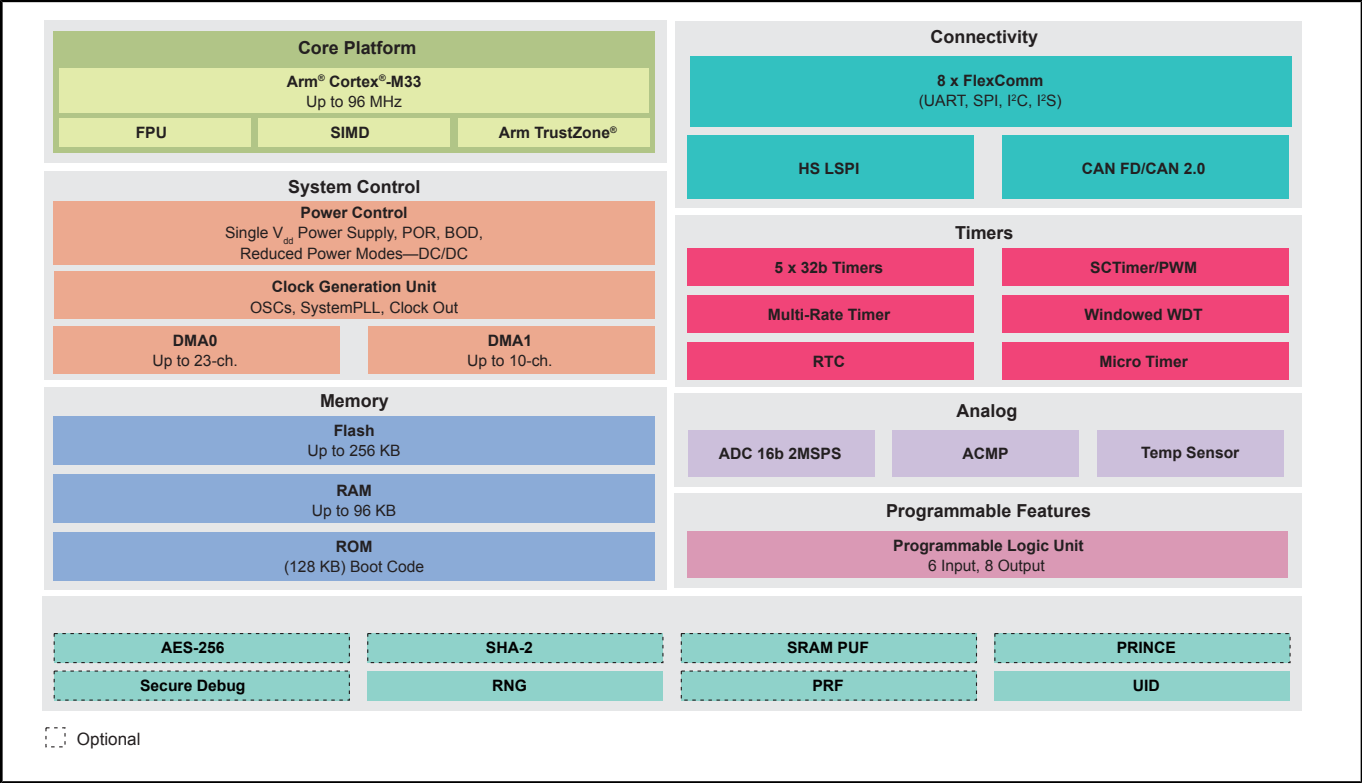 Core Platform
Arm® Cortex®-M33
Up to 96 MHz
FPU
SIMD
Arm TrustZone®
System Control
Power Control
Single Vdd Power Supply, POR, BOD,
Reduced Power Modes—DC/DC
Clock Generation Unit
OSCs, SystemPLL, Clock Out
DMA0
Up to 23-ch.
DMA1
Up to 10-ch.
Memory
Flash
Up to 256 KB
RAM
Up to 96 KB
ROM
(128 KB) Boot Code
Connectivity
8 x FlexComm
(UART, SPI, I²C, I²S)
HS LSPI
CAN FD/CAN 2.0
Timers
5 x 32b Timers
SCTimer/PWM
Multi-Rate Timer
Windowed WDT
RTC
Micro Timer
Analog
ADC 16b 2MSPS
ACMP
Temp Sensor
Programmable Features
Programmable Logic Unit
6 Input, 8 Output
AES-256
SHA-2
SRAM PUF
PRINCE
Secure Debug
RNG
PRF
UID
Optional